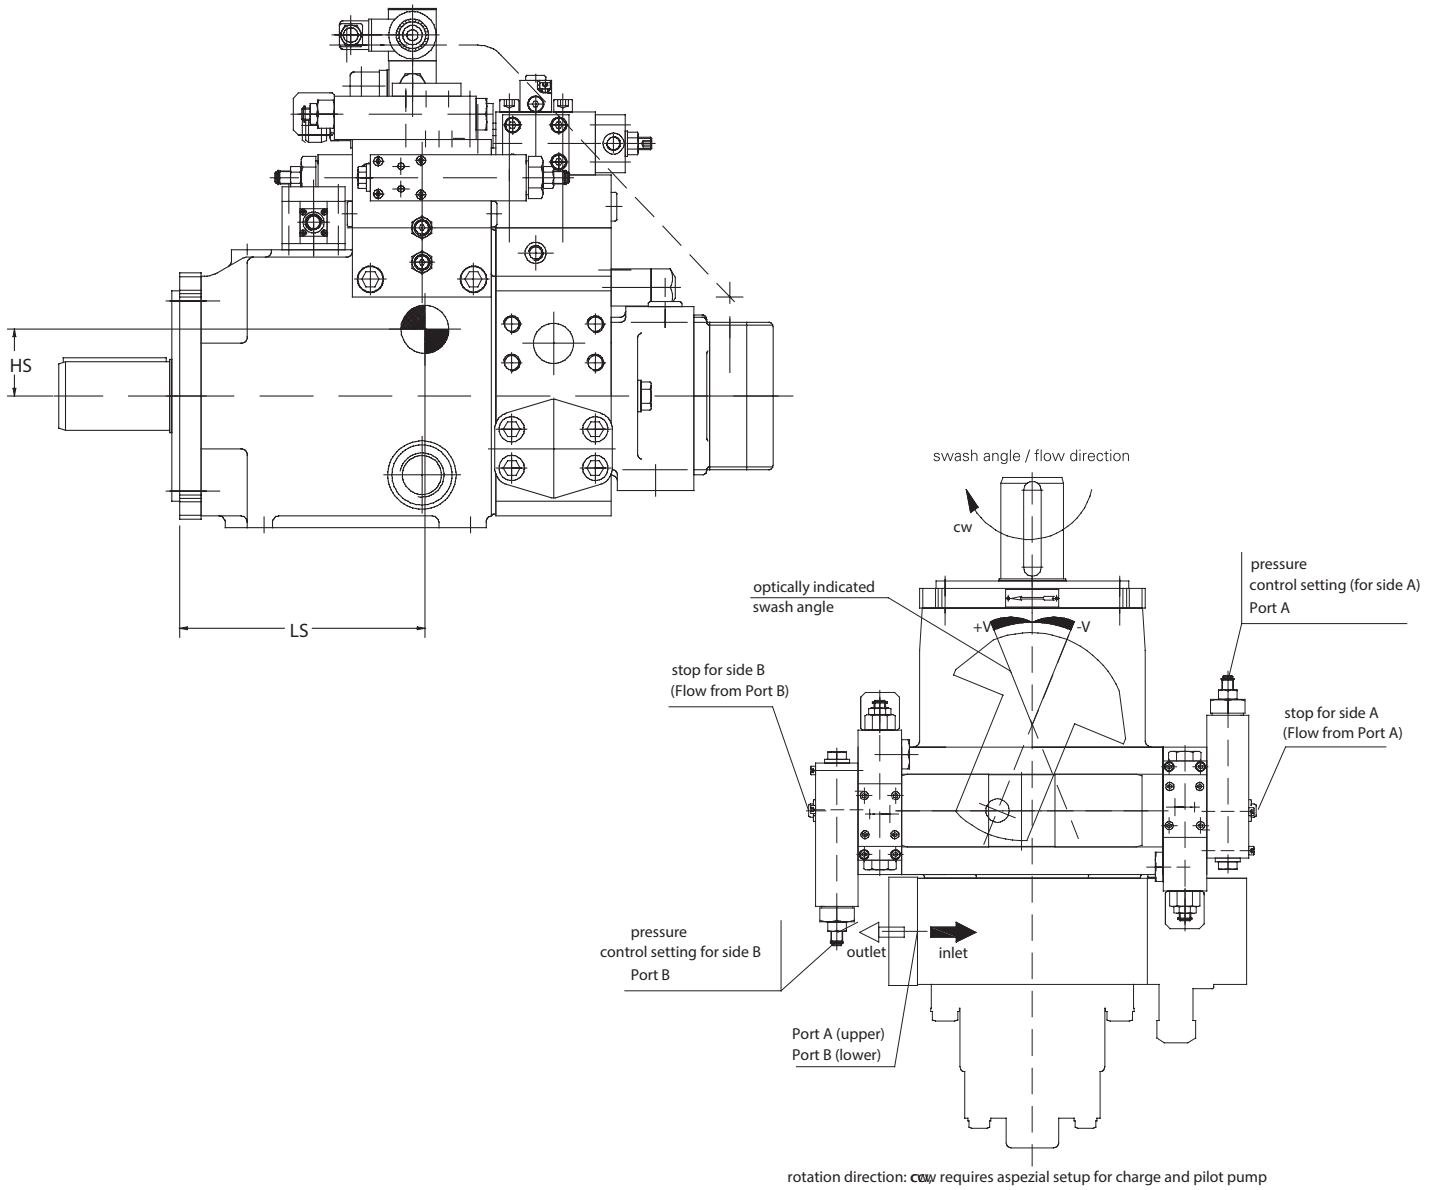 HS
LS
swash angle / flow direction
cw
optically indicated
swash angle
+V
-V
pressure
control setting (for side A)
Port A
stop for side B
(Flow from Port B)
stop for side A
(Flow from Port A)
pressure
control setting for side B
Port B
outlet
inlet
Port A (upper)
Port B (lower)
rotation direction: requires aspezial setup for charge and pilot pump